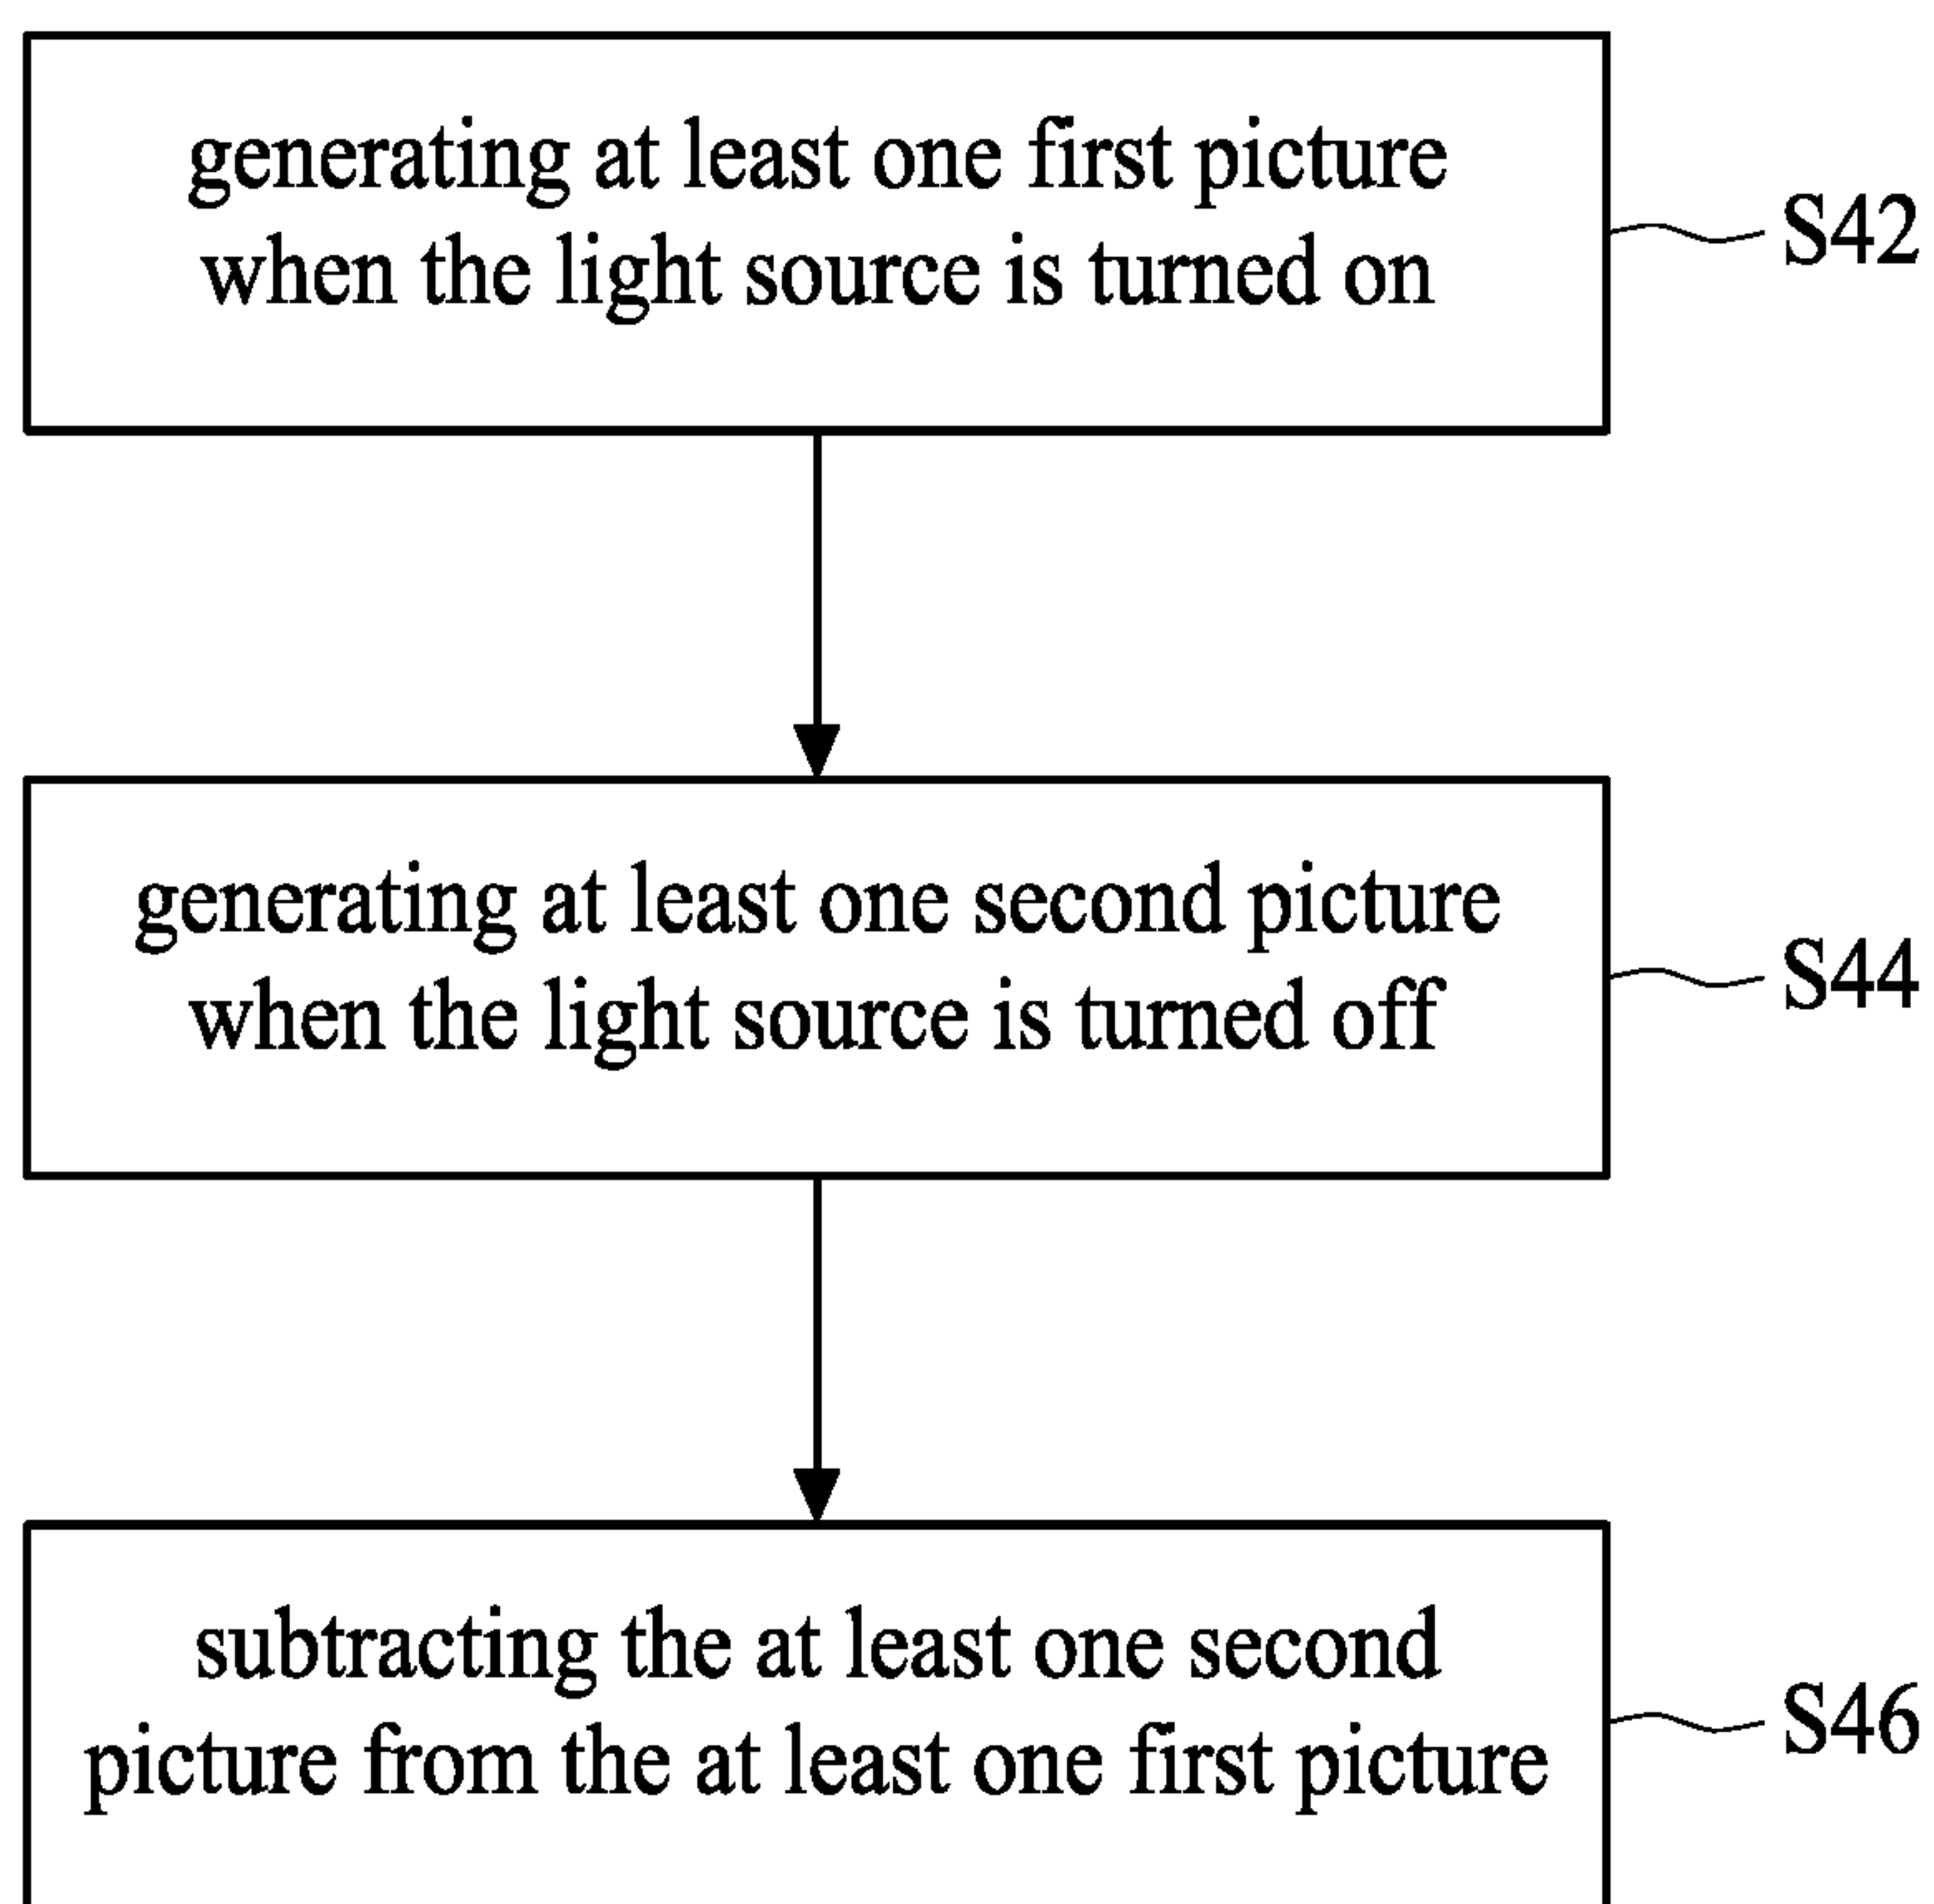 generating at least one first picture
when the light source is turned on
S42
generating at least one second picture
when the light source is turned off
S44
subtracting the at least one second
picture from the at least one first picture
S46